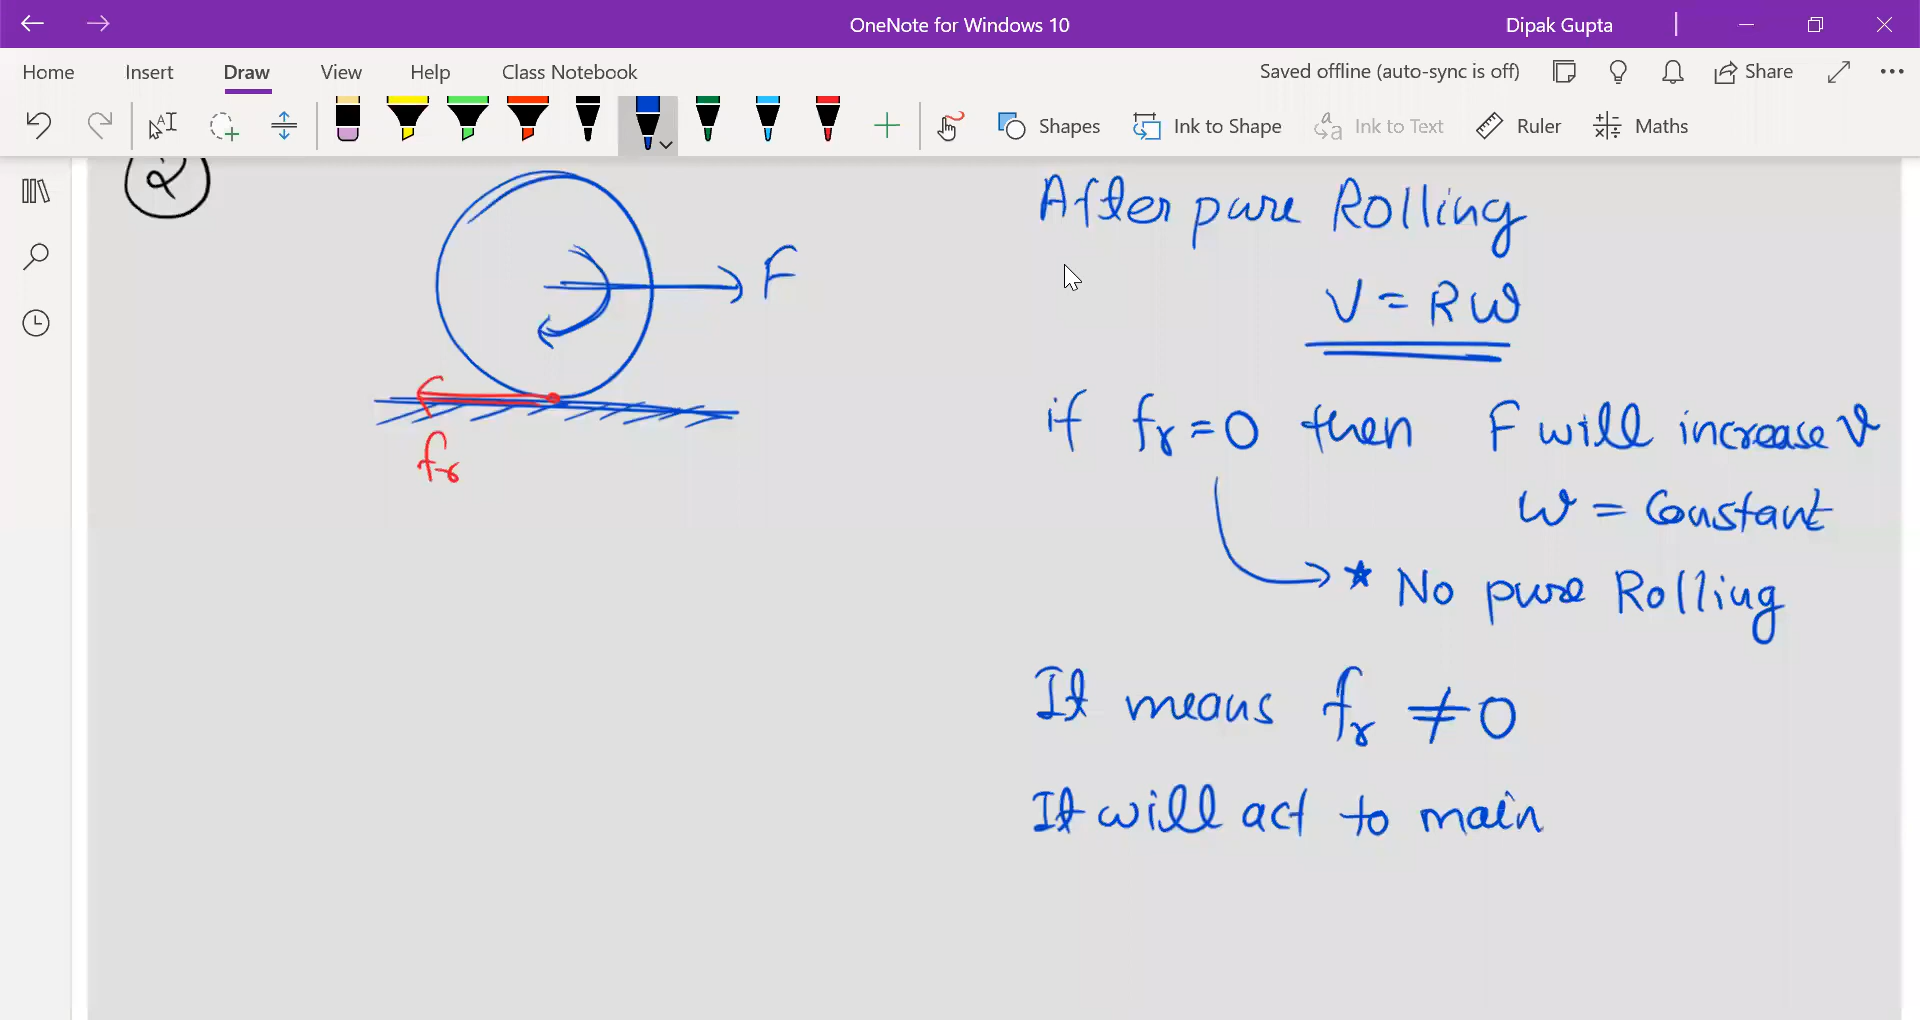 OneNote for Windows 10
Dipak Gupta
Home Insert Draw View Help Class Notebook
Saved offline (auto-sync is off) Share
Shapes Ink to Shape Ink to Text Ruler Maths
2
F
fr
After pure Rolling
V = Rω
if fr = 0 then F will increase v
ω = Constant
* No pure Rolling
It means fr ≠ 0
It will act to main